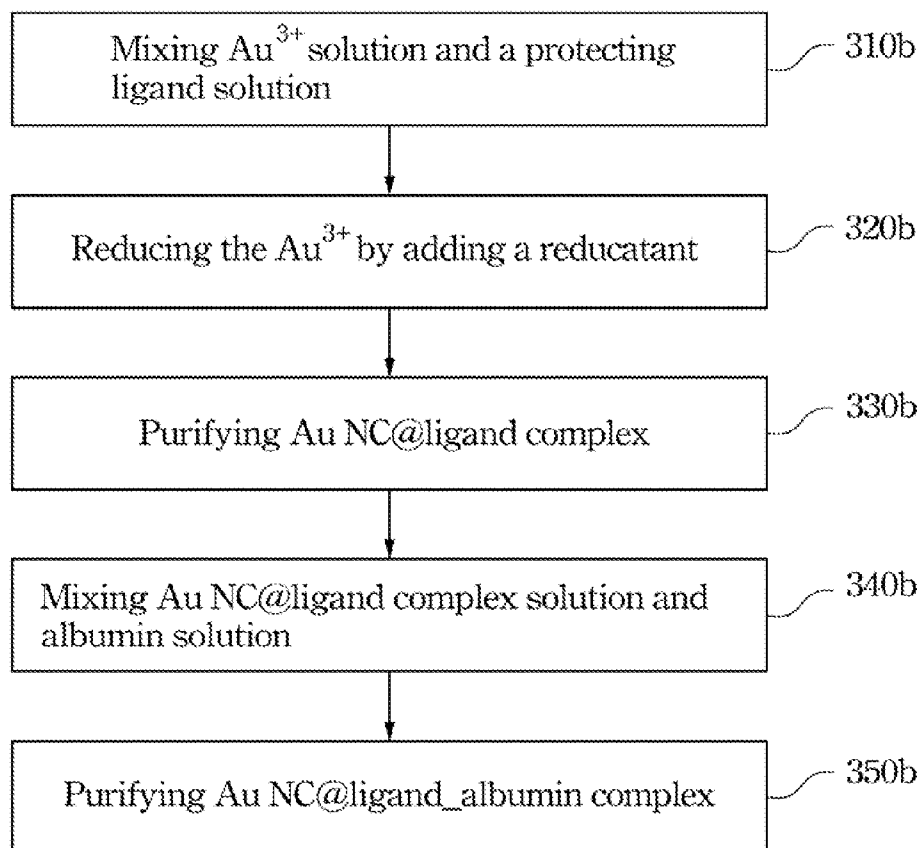 Mixing Au³⁺ solution and a protecting
ligand solution
310b
Reducing the Au³⁺ by adding a reducatant
320b
Purifying Au NC@ligand complex
330b
Mixing Au NC@ligand complex solution and
albumin solution
340b
Purifying Au NC@ligand_albumin complex
350b